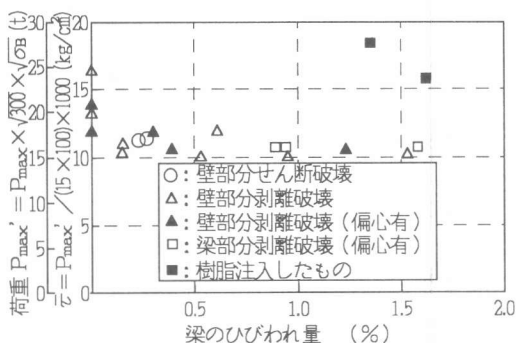 荷重 Pmax' = Pmax×√300×√σB (t)
τ = Pmax' /(15×100)×1000 (kg/cm²)
30
25
20
15
10
5
0
20
15
10
5
0
○：壁部分せん断破壊
△：壁部分剥離破壊
▲：壁部分剥離破壊（偏心有）
□：梁部分剥離破壊（偏心有）
■：樹脂注入したもの
0.5
1.0
1.5
2.0
梁のひびわれ量　（%）